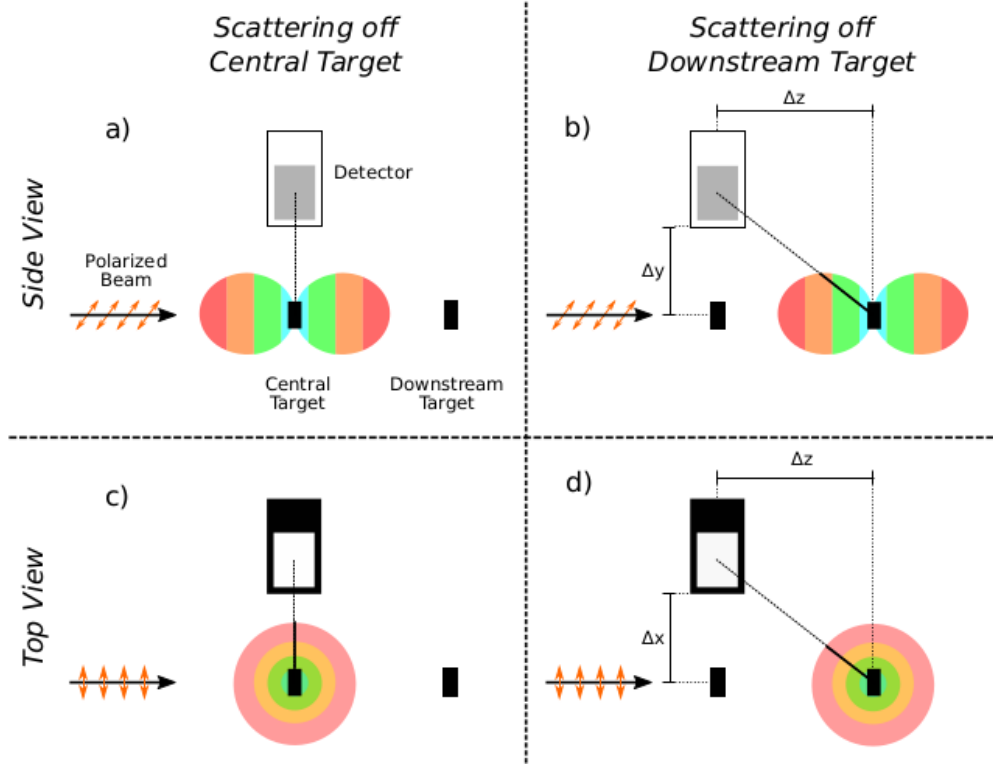 Scattering off
Central Target
Scattering off
Downstream Target
Side View
a)
Detector
Polarized
Beam
Central
Target
Downstream
Target
b)
Δz
Δy
Top View
c)
d)
Δz
Δx